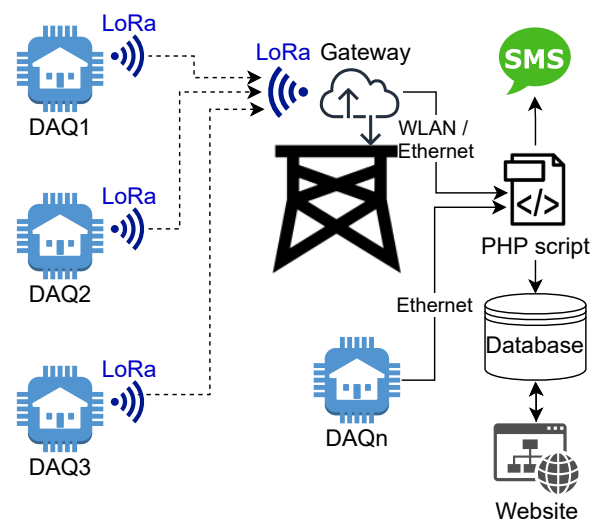 LoRa
DAQ1
LoRa
DAQ2
LoRa
DAQ3
LoRa
Gateway
WLAN /
Ethernet
Ethernet
DAQn
SMS
</>
PHP script
Database
Website